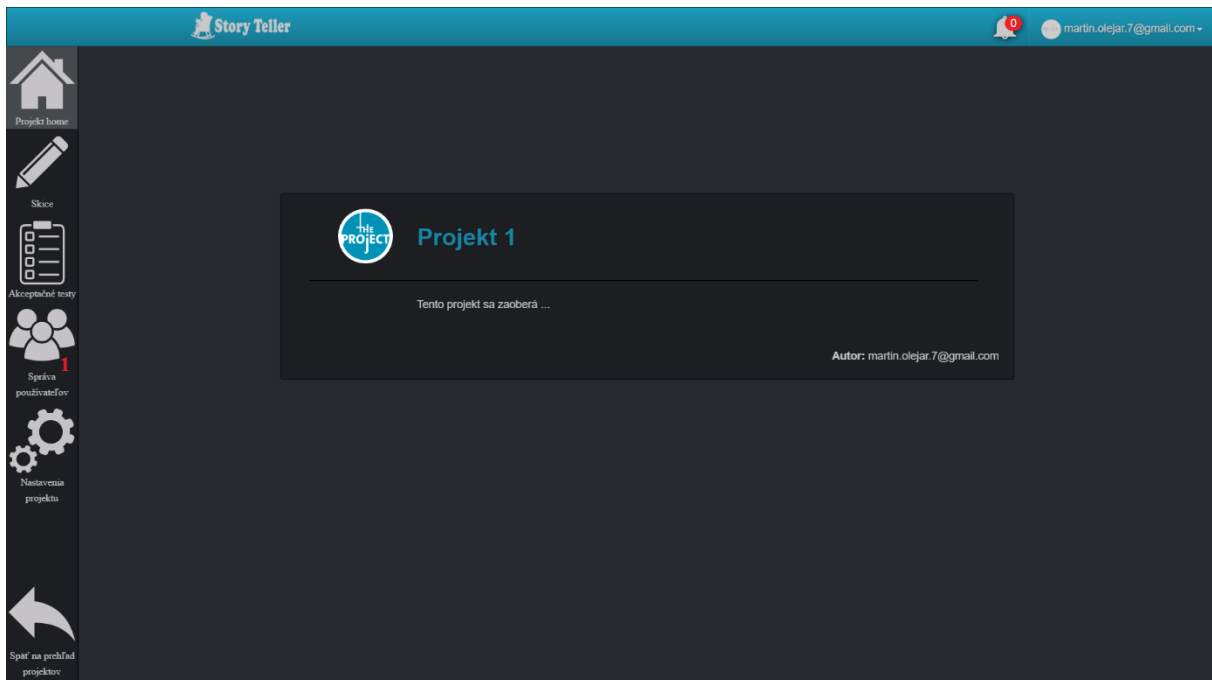 Story Teller
0
martin.olejar.7@gmail.com
Projekt home
Skice
Akceptačné testy
1
Správa
používateľov
Nastavenia
projektu
Späť na prehľad
projektov
THE
PROJECT
Projekt 1
Tento projekt sa zaoberá ...
Autor: martin.olejar.7@gmail.com